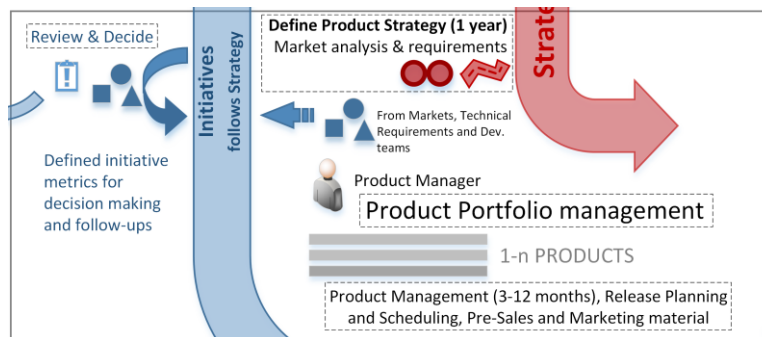 Review & Decide
Defined initiative
metrics for
decision making
and follow-ups
Initiatives
follows Strategy
Define Product Strategy (1 year)
Market analysis & requirements
Strate
From Markets, Technical
Requirements and Dev.
teams
Product Manager
Product Portfolio management
1-n PRODUCTS
Product Management (3-12 months), Release Planning
and Scheduling, Pre-Sales and Marketing material